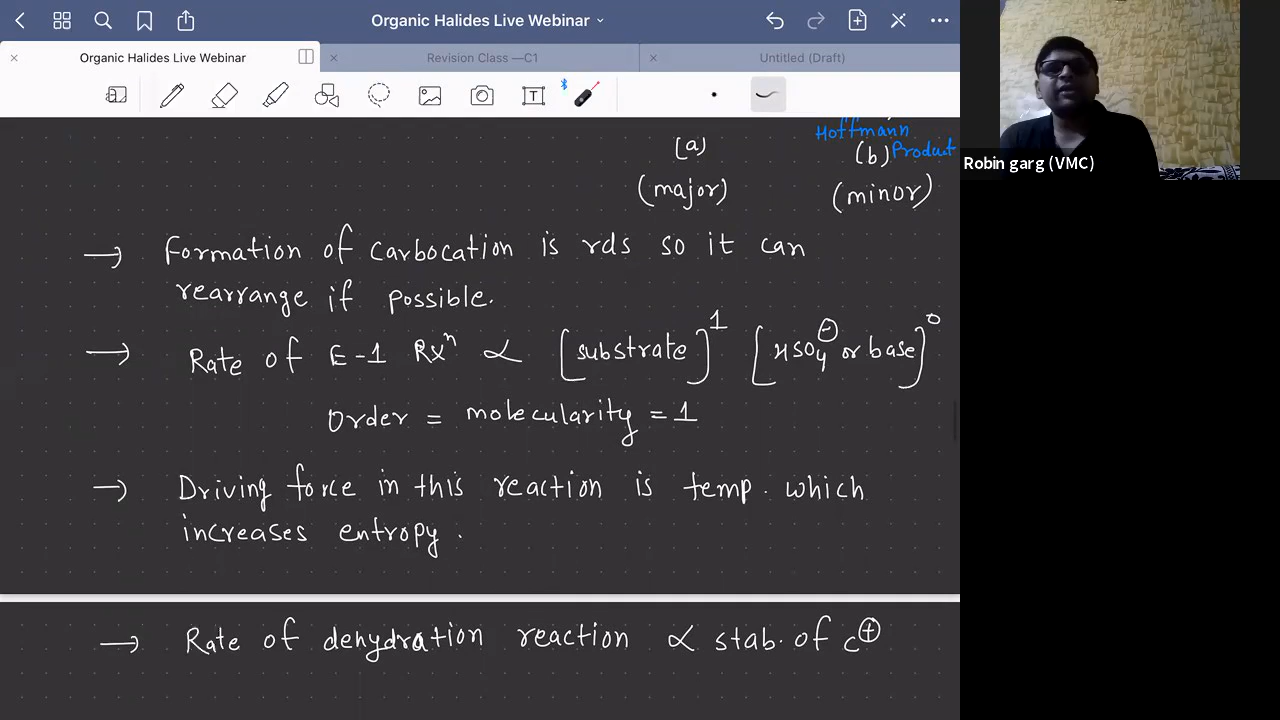 Organic Halides Live Webinar
Organic Halides Live Webinar
Revision Class —C1
Untitled (Draft)
T
Hoffmann
Product
(a) (b)
(major) (minor)
Robin garg (VMC)
→ Formation of Carbocation is rds so it can
rearrange if possible.
→ Rate of E-1 Rxⁿ ∝ [substrate]¹ [HSO₄⊖ or base]⁰
Order = molecularity = 1
→ Driving force in this reaction is temp. which
increases entropy.
→ Rate of dehydration reaction ∝ stab. of C⊕